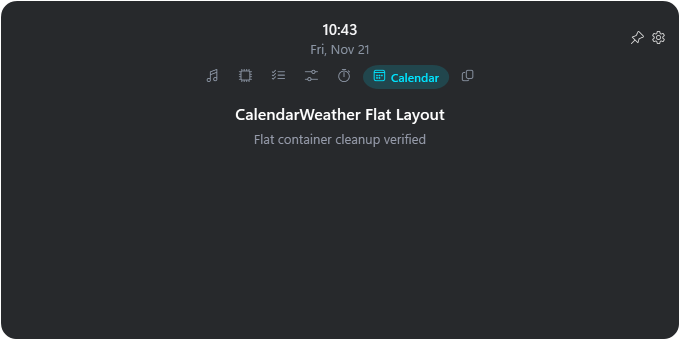 10:43
Fri, Nov 21
Calendar
CalendarWeather Flat Layout
Flat container cleanup verified